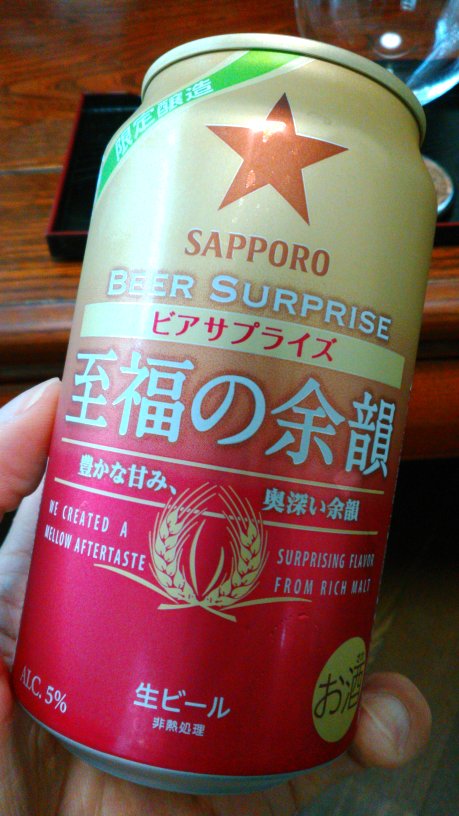 限定醸造
SAPPORO
BEER SURPRISE
ビアサプライズ
至福の余韻
豊かな甘み、
奥深い余韻
WE CREATED A
MELLOW AFTERTASTE
SURPRISING FLAVOR
FROM RICH MALT
ALC. 5%
生ビール
非熱処理
お酒